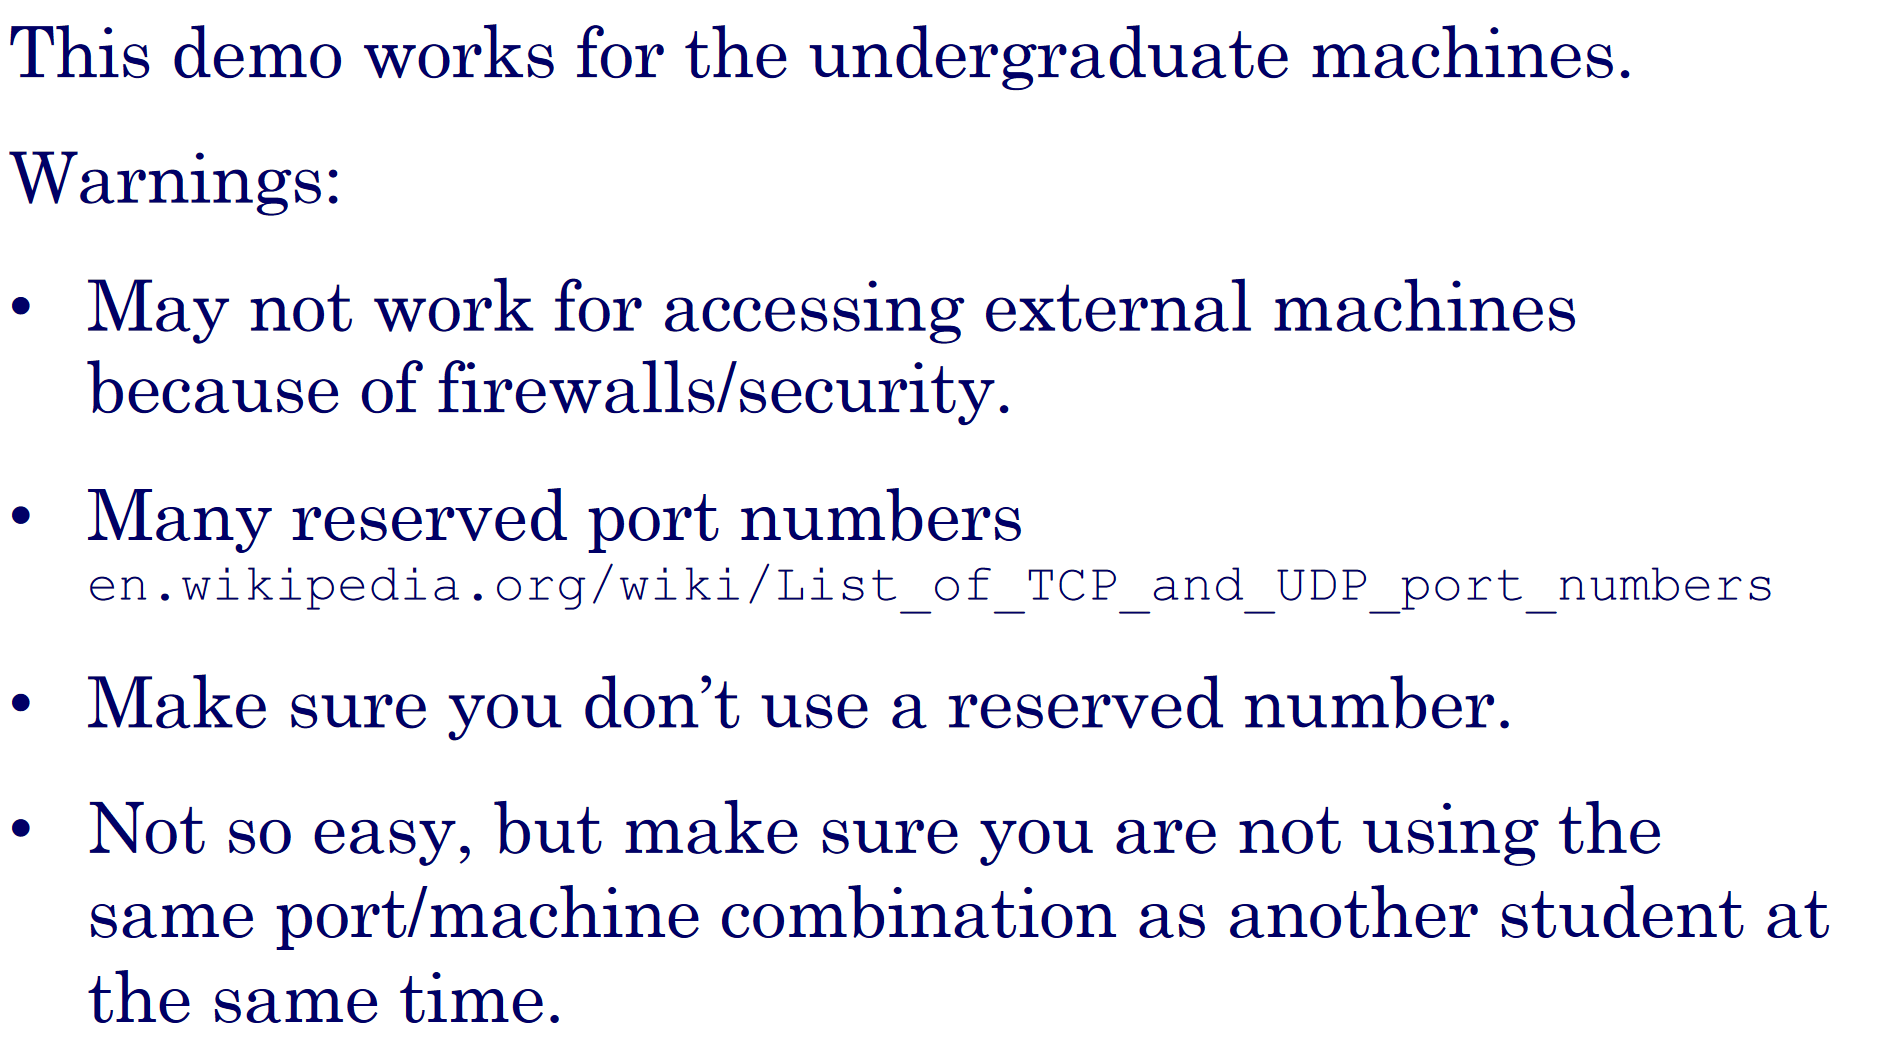 This demo works for the undergraduate machines.
Warnings:
• May not work for accessing external machines
because of firewalls/security.
• Many reserved port numbers
en.wikipedia.org/wiki/List_of_TCP_and_UDP_port_numbers
• Make sure you don’t use a reserved number.
• Not so easy, but make sure you are not using the
same port/machine combination as another student at
the same time.